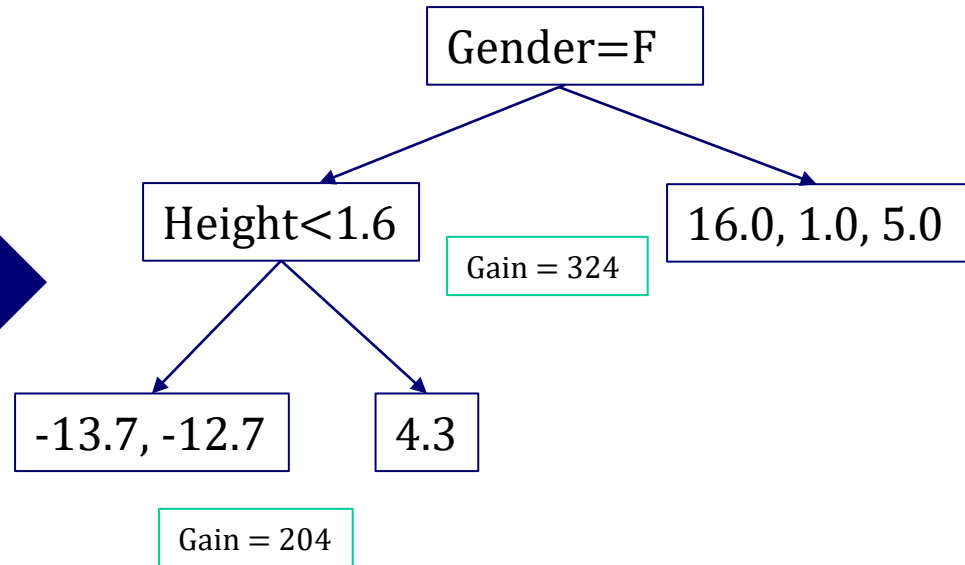 Gender=F
Height<1.6
16.0, 1.0, 5.0
Gain = 324
-13.7, -12.7
4.3
Gain = 204